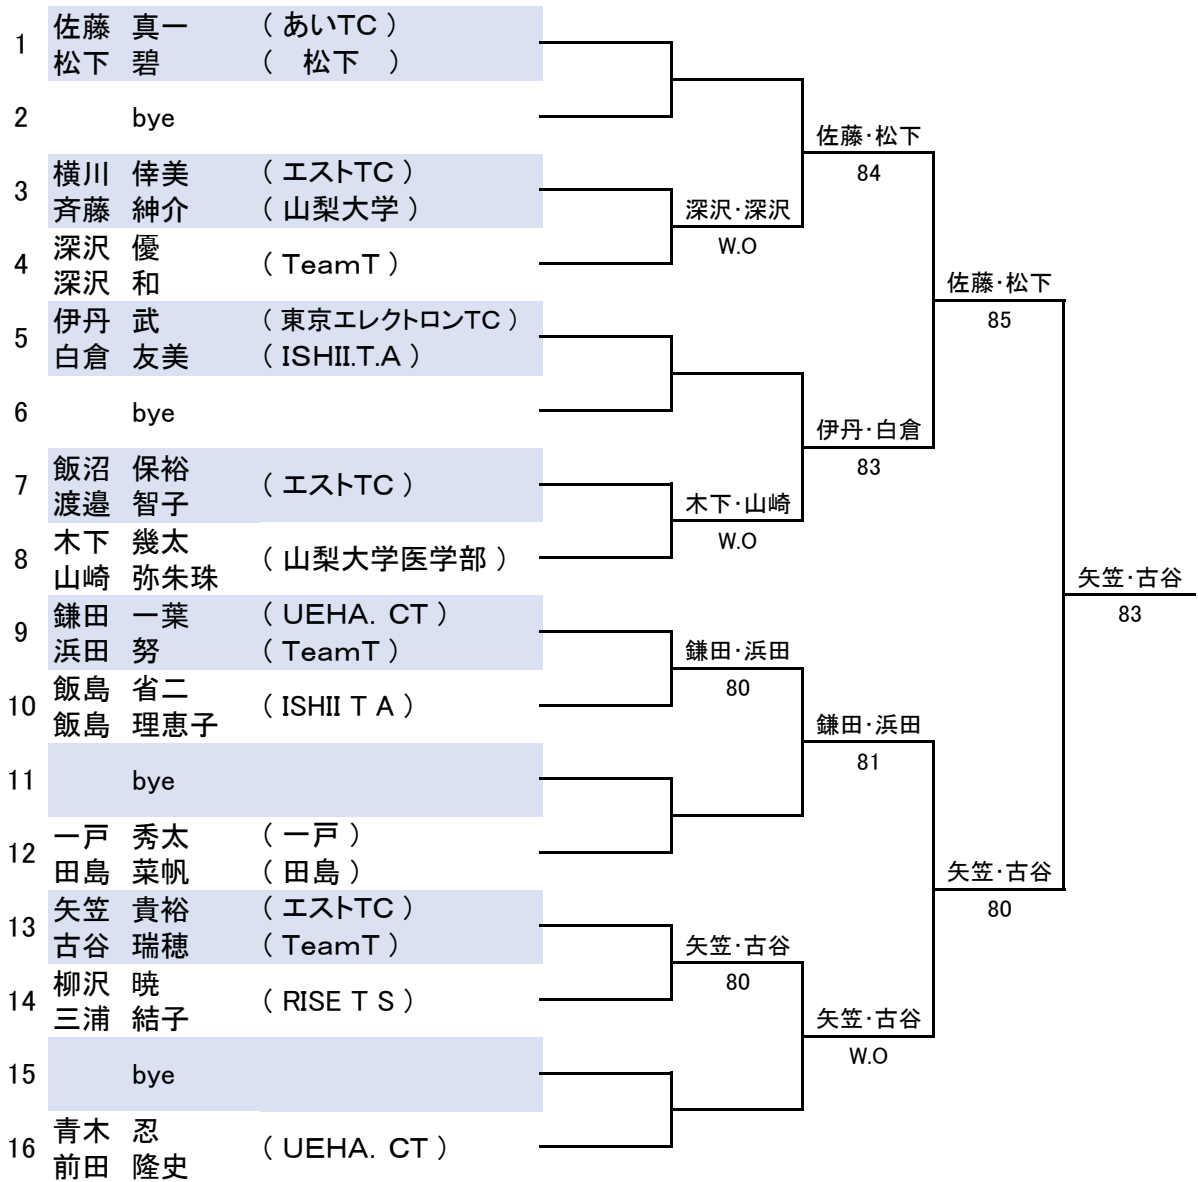 1 佐藤 真一 ( あいTC )
松下 碧 ( 松下 )
2 bye
3 横川 倖美 ( エストTC )
斉藤 紳介 ( 山梨大学 )
4 深沢 優 ( TeamT )
深沢 和
5 伊丹 武 ( 東京エレクトロンTC )
白倉 友美 ( ISHII.T.A )
6 bye
7 飯沼 保裕 ( エストTC )
渡邉 智子
8 木下 幾太 ( 山梨大学医学部 )
山崎 弥朱珠
9 鎌田 一葉 ( UEHA. CT )
浜田 努 ( TeamT )
10 飯島 省二 ( ISHII T A )
飯島 理恵子
11 bye
12 一戸 秀太 ( 一戸 )
田島 菜帆 ( 田島 )
13 矢笠 貴裕 ( エストTC )
古谷 瑞穂 ( TeamT )
14 柳沢 暁 ( RISE T S )
三浦 結子
15 bye
16 青木 忍 ( UEHA. CT )
前田 隆史
深沢・深沢
W.O
木下・山崎
W.O
鎌田・浜田
80
矢笠・古谷
80
佐藤・松下
84
伊丹・白倉
83
鎌田・浜田
81
矢笠・古谷
W.O
佐藤・松下
85
矢笠・古谷
80
矢笠・古谷
83